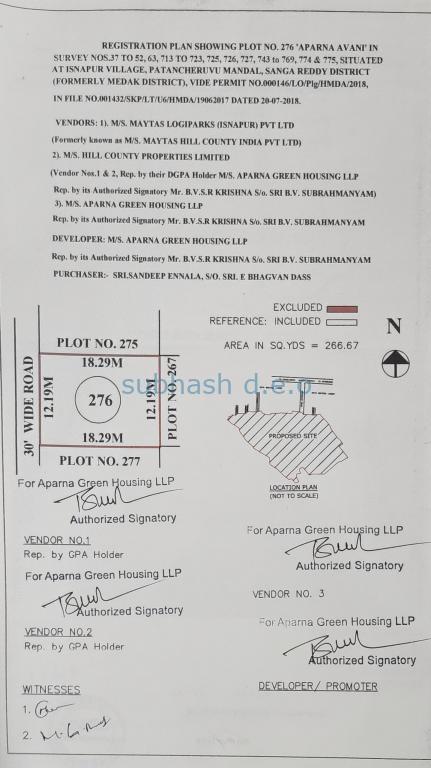 REGISTRATION PLAN SHOWING PLOT NO. 276 'APARNA AVANI' IN
SURVEY NOS.37 TO 52, 63, 713 TO 723, 725, 726, 727, 743 to 769, 774 & 775, SITUATED
AT ISNAPUR VILLAGE, PATANCHERUVU MANDAL, SANGA REDDY DISTRICT
(FORMERLY MEDAK DISTRICT), VIDE PERMIT NO.000146/LO/Plg/HMDA/2018,
IN FILE NO.001432/SKP/LT/U6/HMDA/19062017 DATED 20-07-2018.
VENDORS: 1). M/S. MAYTAS LOGIPARKS (ISNAPUR) PVT LTD
(Formerly known as M/S. MAYTAS HILL COUNTY INDIA PVT LTD)
2). M/S. HILL COUNTY PROPERTIES LIMITED
(Vendor Nos.1 & 2, Rep. by their DGPA Holder M/S. APARNA GREEN HOUSING LLP
Rep. by its Authorized Signatory Mr. B.V.S.R KRISHNA S/o. SRI B.V. SUBRAHMANYAM)
3). M/S. APARNA GREEN HOUSING LLP
Rep. by its Authorized Signatory Mr. B.V.S.R KRISHNA S/o. SRI B.V. SUBRAHMANYAM
DEVELOPER: M/S. APARNA GREEN HOUSING LLP
Rep. by its Authorized Signatory Mr. B.V.S.R KRISHNA S/o. SRI B.V. SUBRAHMANYAM
PURCHASER:- SRI.SANDEEP ENNALA, S/O. SRI. E BHAGVAN DASS
EXCLUDED
REFERENCE: INCLUDED
N
AREA IN SQ.YDS = 266.67
PLOT NO. 275
18.29M
30' WIDE ROAD
12.19M
276
12.19M
PLOT NO. 267
18.29M
PLOT NO. 277
subhash d.e.o
PROPOSED SITE
LOCATION PLAN
(NOT TO SCALE)
For Aparna Green Housing LLP
Authorized Signatory
VENDOR NO.1
Rep. by GPA Holder
For Aparna Green Housing LLP
Authorized Signatory
VENDOR NO.2
Rep. by GPA Holder
For Aparna Green Housing LLP
Authorized Signatory
VENDOR NO. 3
For Aparna Green Housing LLP
Authorized Signatory
DEVELOPER/ PROMOTER
WITNESSES
1.
2.